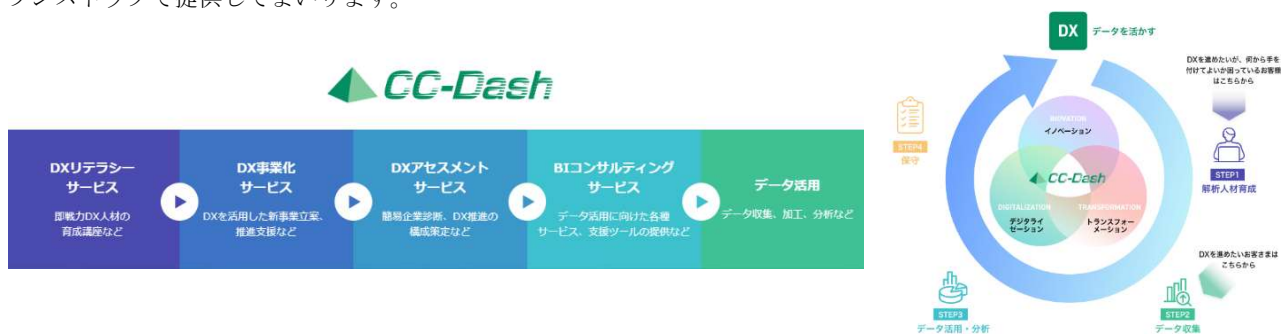 ワンストップで提供してまいります。
CC-Dash
DXリテラシー
サービス
即戦力DX人材の
育成講座など
DX事業化
サービス
DXを活用した新事業立案、
推進支援など
DXアセスメント
サービス
簡易企業診断、DX推進の
構成策定など
BIコンサルティング
サービス
データ活用に向けた各種
サービス、支援ツールの提供など
データ活用
データ収集、加工、分析など
DX データを活かす
DXを進めたいが、何から手を
付けてよいか困っているお客様
はこちらから
STEP1
解析人材育成
DXを進めたいお客さまは
こちらから
STEP2
データ収集
STEP3
データ活用・分析
STEP4
保守
INOVATION
イノベーション
CC-Dash
DIGITALIZATION
デジタライ
ゼーション
TRANSFORMATION
トランスフォー
メーション